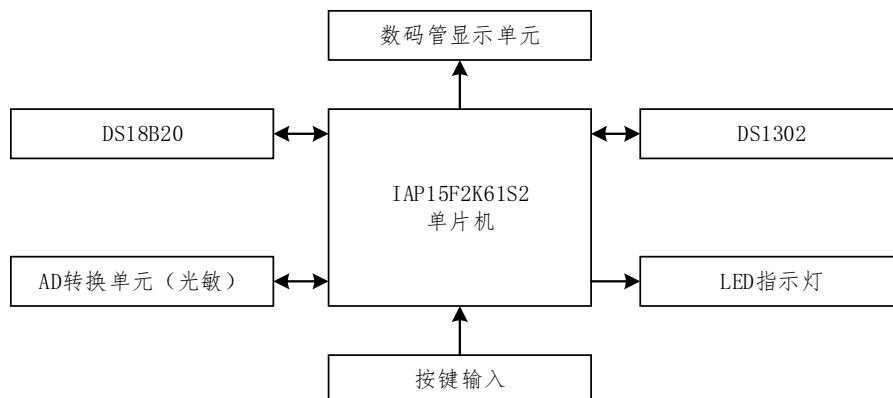 数码管显示单元
DS18B20
DS1302
IAP15F2K61S2
单片机
AD转换单元（光敏）
LED指示灯
按键输入